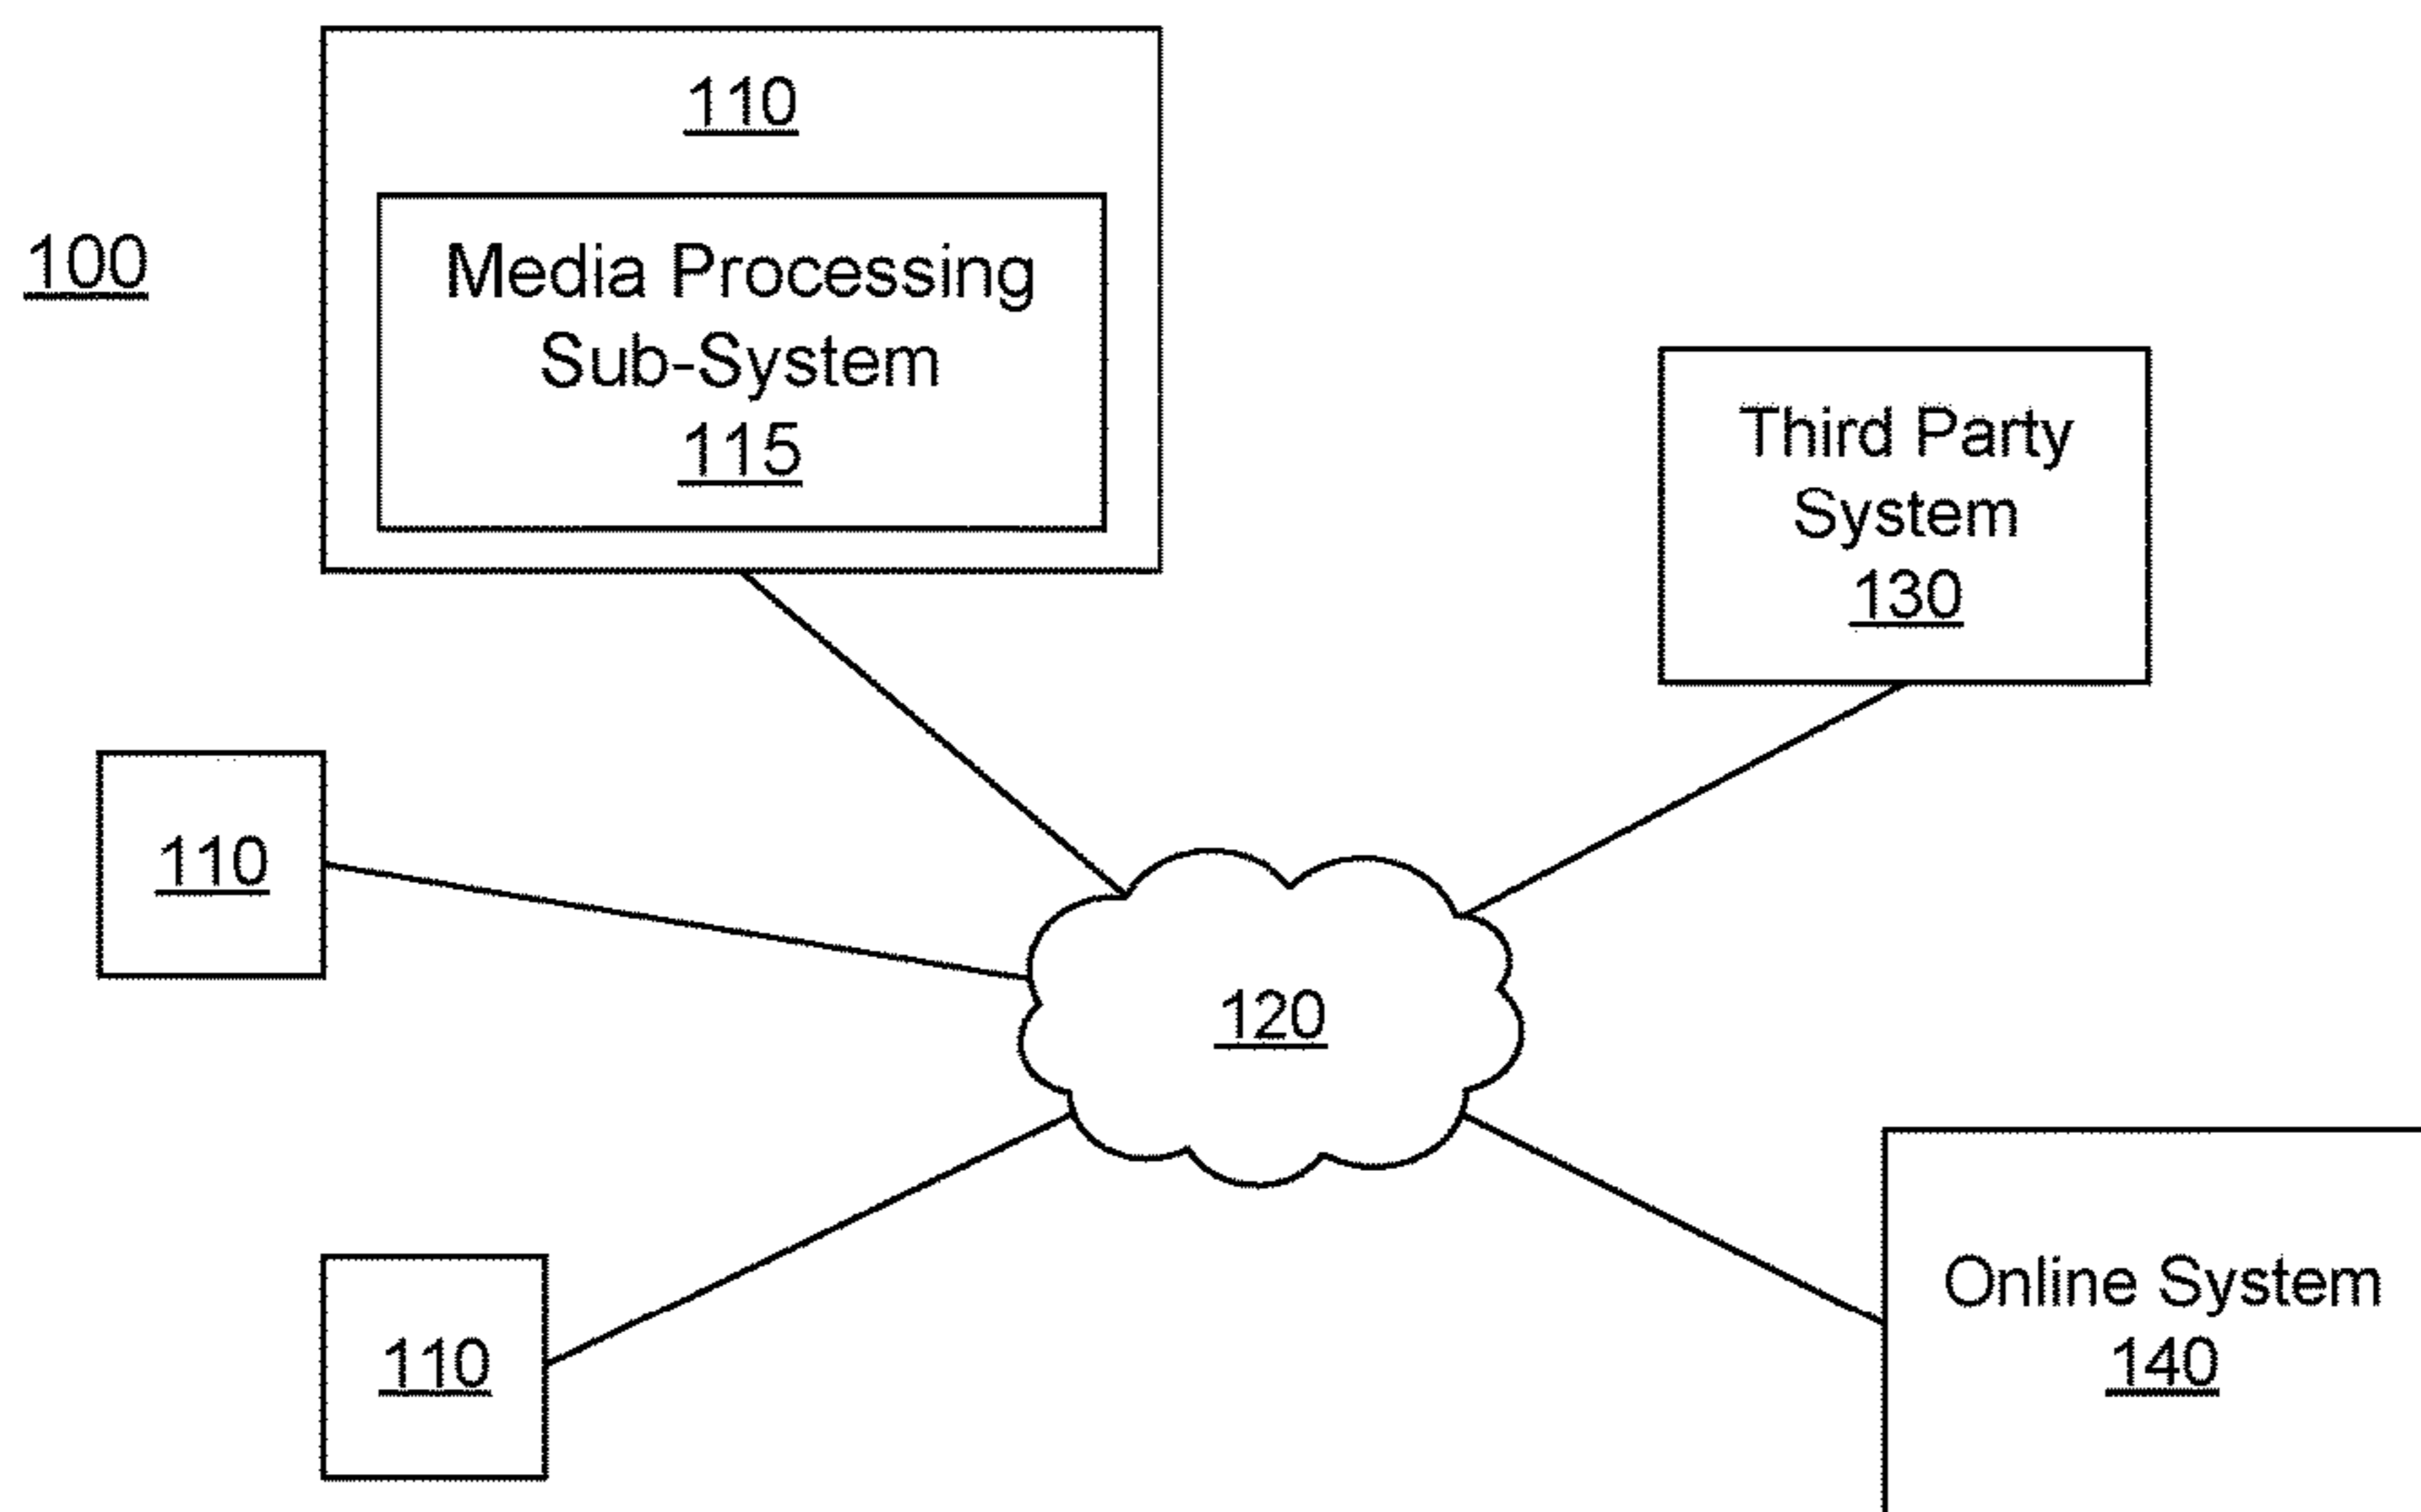 110
100
Media Processing
Sub-System
115
Third Party
System
130
110
120
Online System
140
110